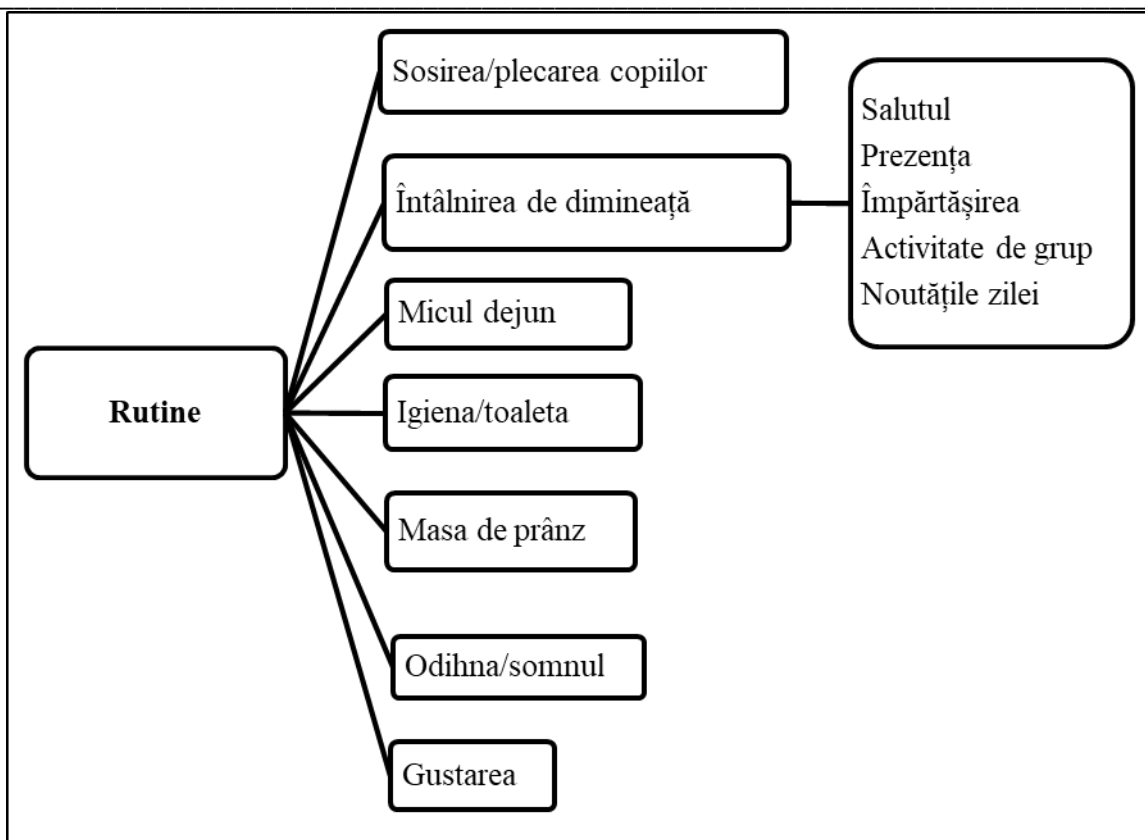 Rutine
Sosirea/plecarea copiilor
Întâlnirea de dimineață
Salutul
Prezența
Împărtășirea
Activitate de grup
Noutățile zilei
Micul dejun
Igiena/toaleta
Masa de prânz
Odihna/somnul
Gustarea